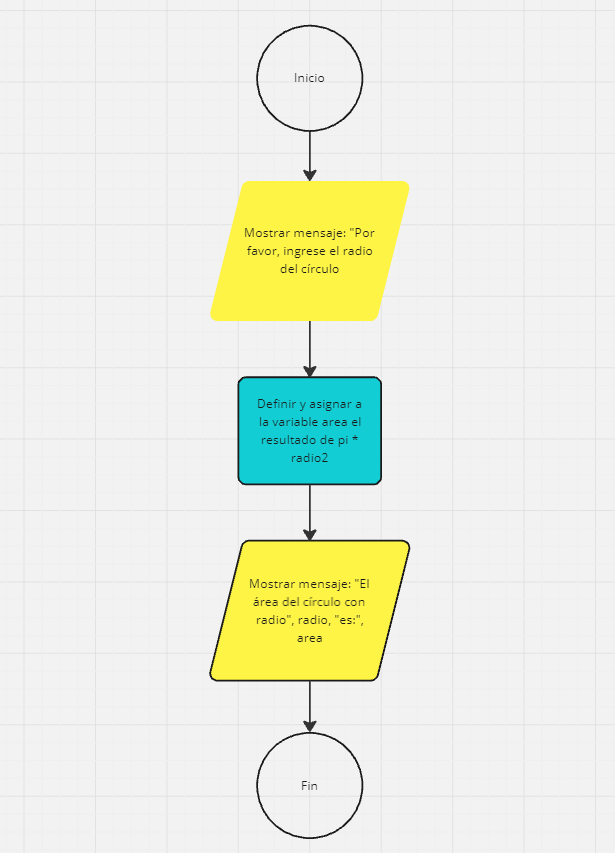 Inicio
Mostrar mensaje: "Por
favor, ingrese el radio
del círculo
Definir y asignar a
la variable area el
resultado de pi *
radio2
Mostrar mensaje: "El
área del círculo con
radio", radio, "es:",
area
Fin